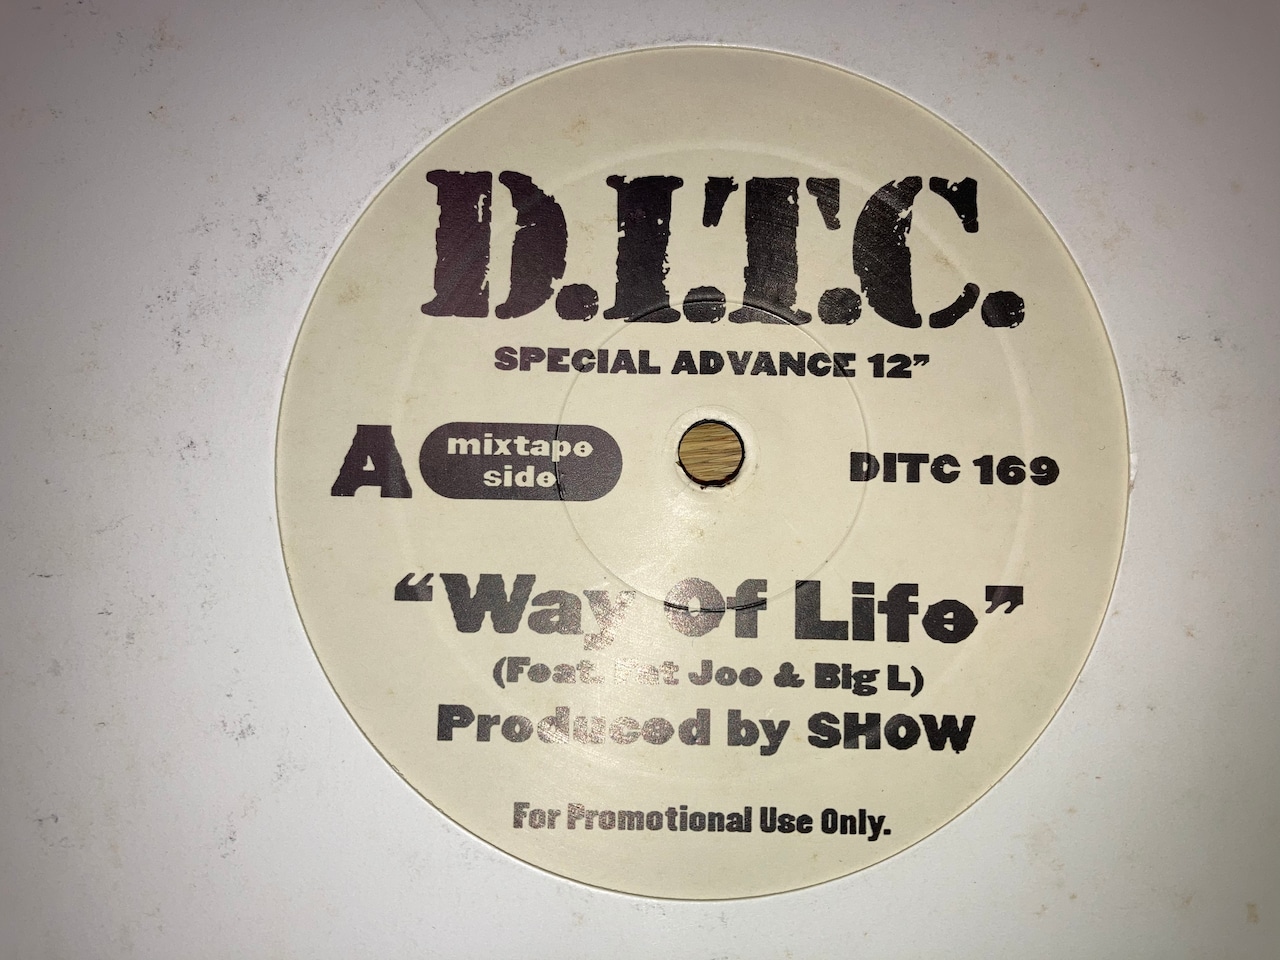 D.I.T.C.
SPECIAL ADVANCE 12”
A
mixtape
side
DITC 169
“Way Of Life”
(Feat. Fat Joe & Big L)
Produced by SHOW
For Promotional Use Only.